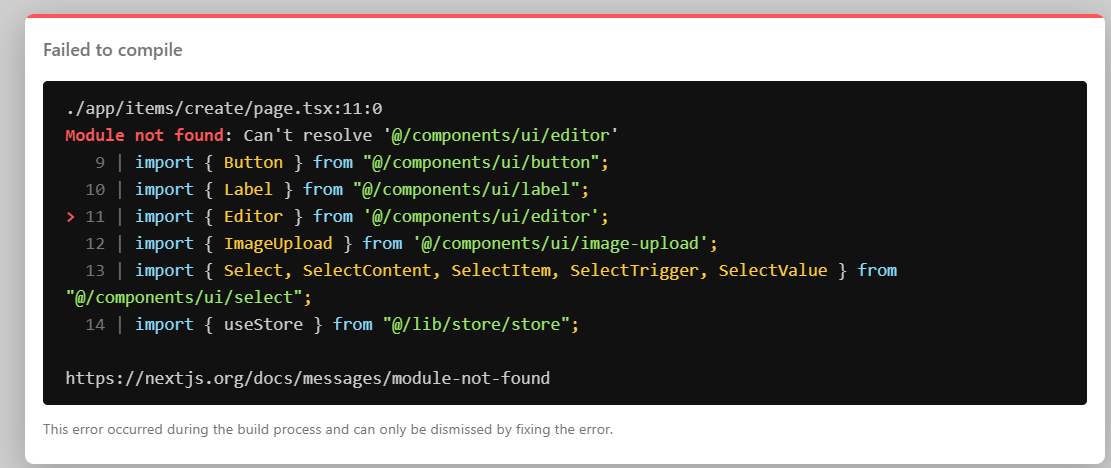 Failed to compile
./app/items/create/page.tsx:11:0
Module not found: Can't resolve '@/components/ui/editor'
9 | import { Button } from "@/components/ui/button";
10 | import { Label } from "@/components/ui/label";
> 11 | import { Editor } from '@/components/ui/editor';
12 | import { ImageUpload } from '@/components/ui/image-upload';
13 | import { Select, SelectContent, SelectItem, SelectTrigger, SelectValue } from
"@/components/ui/select";
14 | import { useStore } from "@/lib/store/store";
https://nextjs.org/docs/messages/module-not-found
This error occurred during the build process and can only be dismissed by fixing the error.